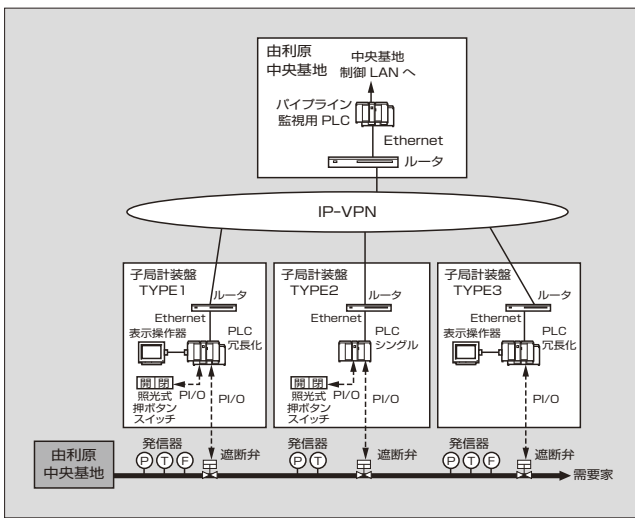 由利原
中央基地
中央基地
制御 LAN へ
パイプライン
監視用 PLC
Ethernet
ルータ
IP-VPN
子局計装盤
TYPE1
ルータ
Ethernet
表示操作器
PLC
冗長化
開 閉
照光式
押ボタン
スイッチ
PI/O
PI/O
子局計装盤
TYPE2
ルータ
Ethernet
PLC
シングル
開 閉
照光式
押ボタン
スイッチ
PI/O
PI/O
子局計装盤
TYPE3
ルータ
Ethernet
表示操作器
PLC
冗長化
PI/O
由利原
中央基地
発信器
P T F
遮断弁
発信器
P T
遮断弁
発信器
P T F
遮断弁
需要家